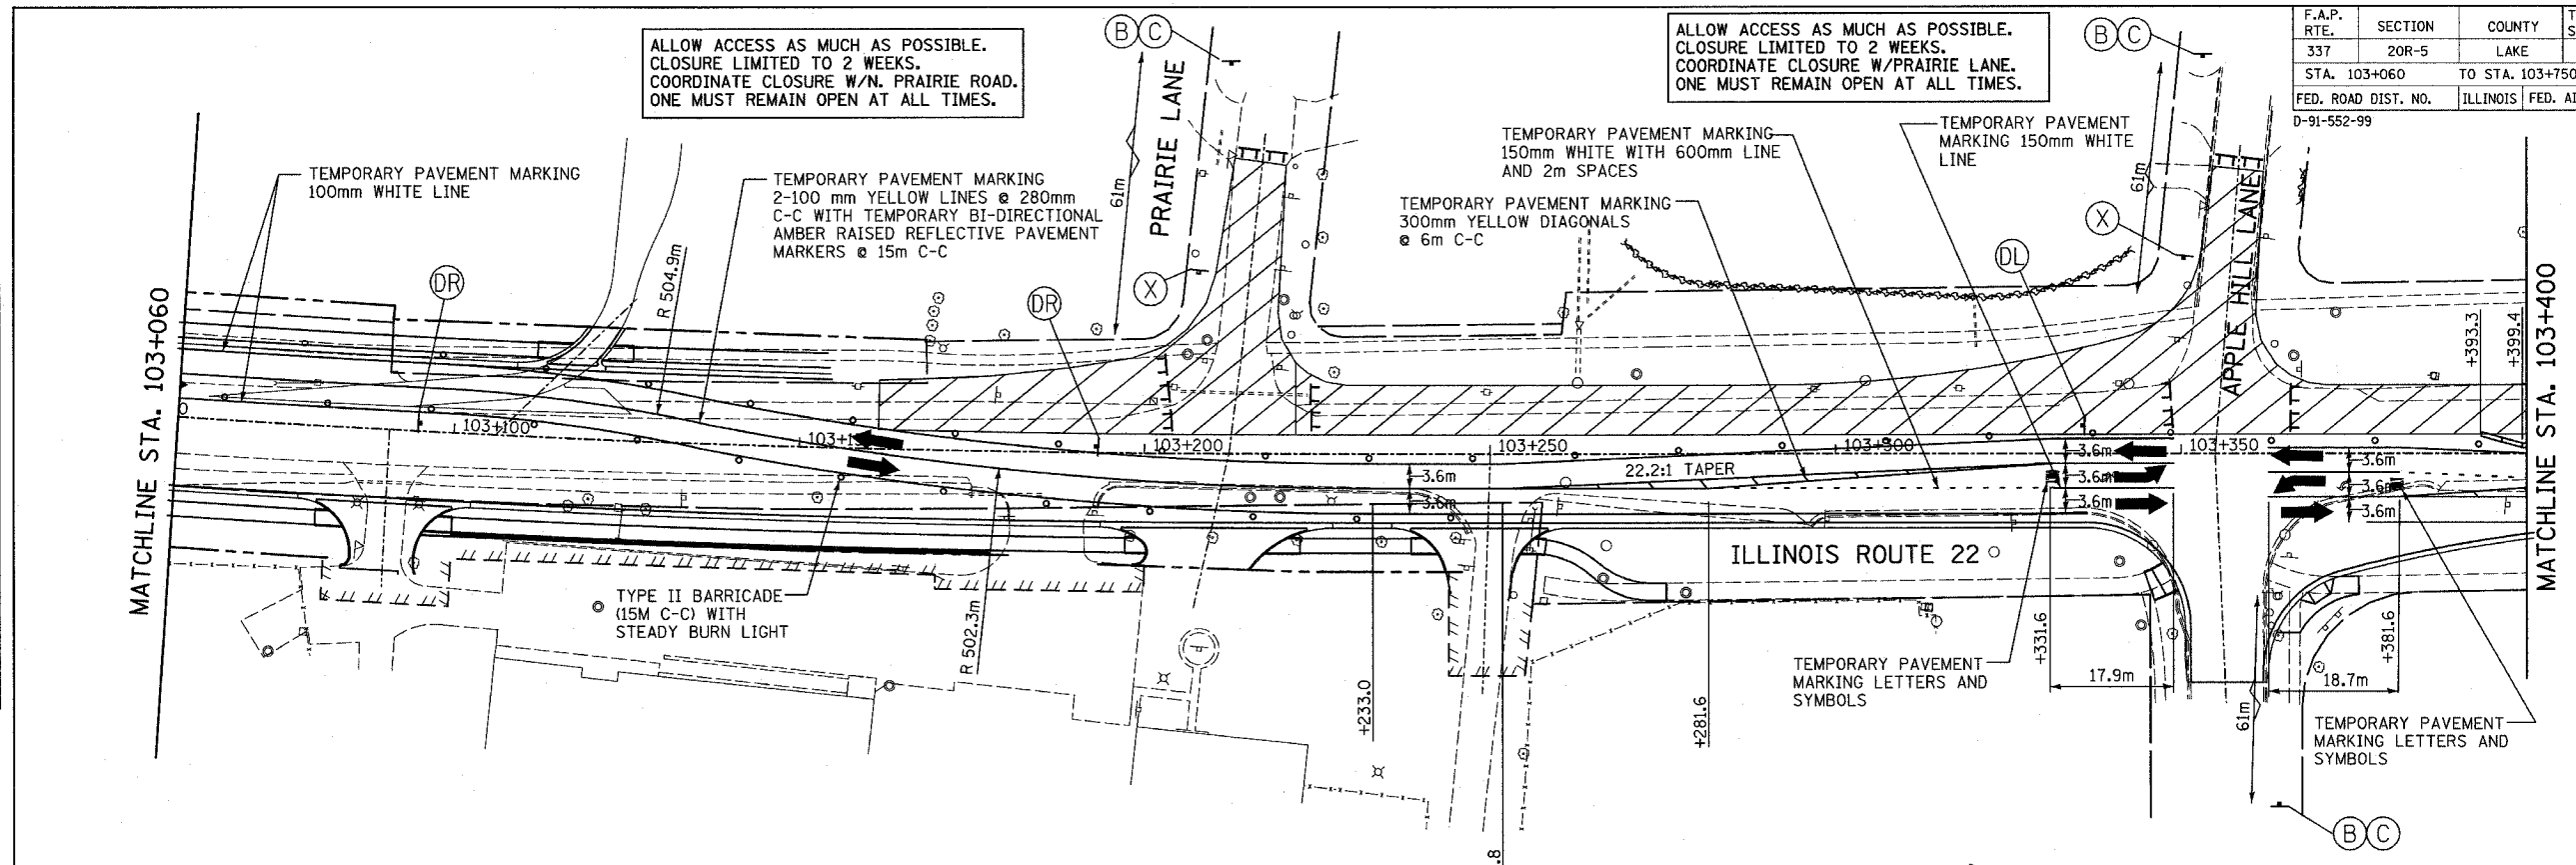 ALLOW ACCESS AS MUCH AS POSSIBLE.
CLOSURE LIMITED TO 2 WEEKS.
COORDINATE CLOSURE W/N. PRAIRIE ROAD.
ONE MUST REMAIN OPEN AT ALL TIMES.
B C
ALLOW ACCESS AS MUCH AS POSSIBLE.
CLOSURE LIMITED TO 2 WEEKS.
COORDINATE CLOSURE W/PRAIRIE LANE.
ONE MUST REMAIN OPEN AT ALL TIMES.
B C
F.A.P. RTE. SECTION COUNTY
337 20R-5 LAKE
STA. 103+060 TO STA. 103+750
FED. ROAD DIST. NO. ILLINOIS FED.
D-91-552-99
TEMPORARY PAVEMENT MARKING
100mm WHITE LINE
TEMPORARY PAVEMENT MARKING
2-100 mm YELLOW LINES @ 280mm
C-C WITH TEMPORARY BI-DIRECTIONAL
AMBER RAISED REFLECTIVE PAVEMENT
MARKERS @ 15m C-C
61m
PRAIRIE LANE
X
TEMPORARY PAVEMENT MARKING
150mm WHITE WITH 600mm LINE
AND 2m SPACES
TEMPORARY PAVEMENT MARKING
300mm YELLOW DIAGONALS
@ 6m C-C
TEMPORARY PAVEMENT
MARKING 150mm WHITE
LINE
61m
X
APPLE HILL LANE
DR
R 504.9m
DR
DL
+393.3
+399.4
MATCHLINE STA. 103+060
103+100
103+200
103+250
103+300
103+350
MATCHLINE STA. 103+400
3.6m
3.6m
22.2:1 TAPER
3.6m
3.6m
3.6m
3.6m
3.6m
3.6m
ILLINOIS ROUTE 22
TYPE II BARRICADE
(15M C-C) WITH
STEADY BURN LIGHT
R 502.3m
+233.0
+281.6
TEMPORARY PAVEMENT
MARKING LETTERS AND
SYMBOLS
+331.6
17.9m
61m
18.7m
+381.6
TEMPORARY PAVEMENT
MARKING LETTERS AND
SYMBOLS
B C
.8